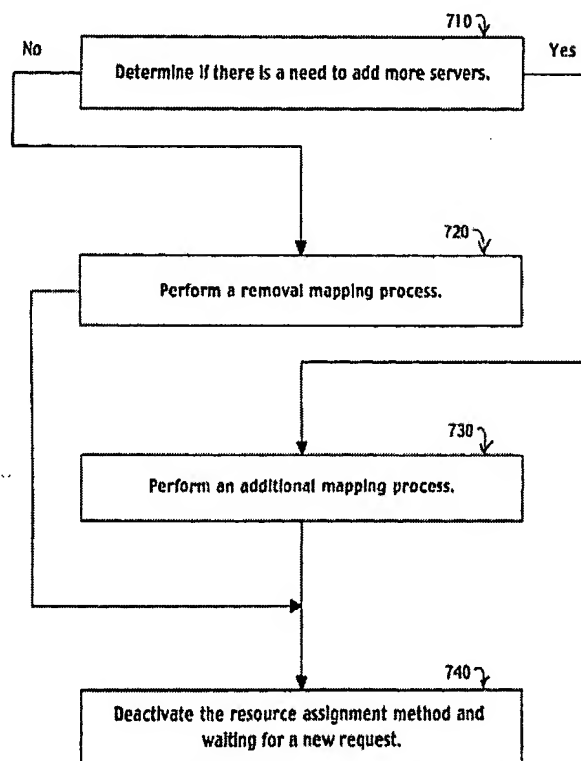 710
No
Yes
Determine if there is a need to add more servers.
720
Perform a removal mapping process.
730
Perform an additional mapping process.
740
Deactivate the resource assignment method and
waiting for a new request.